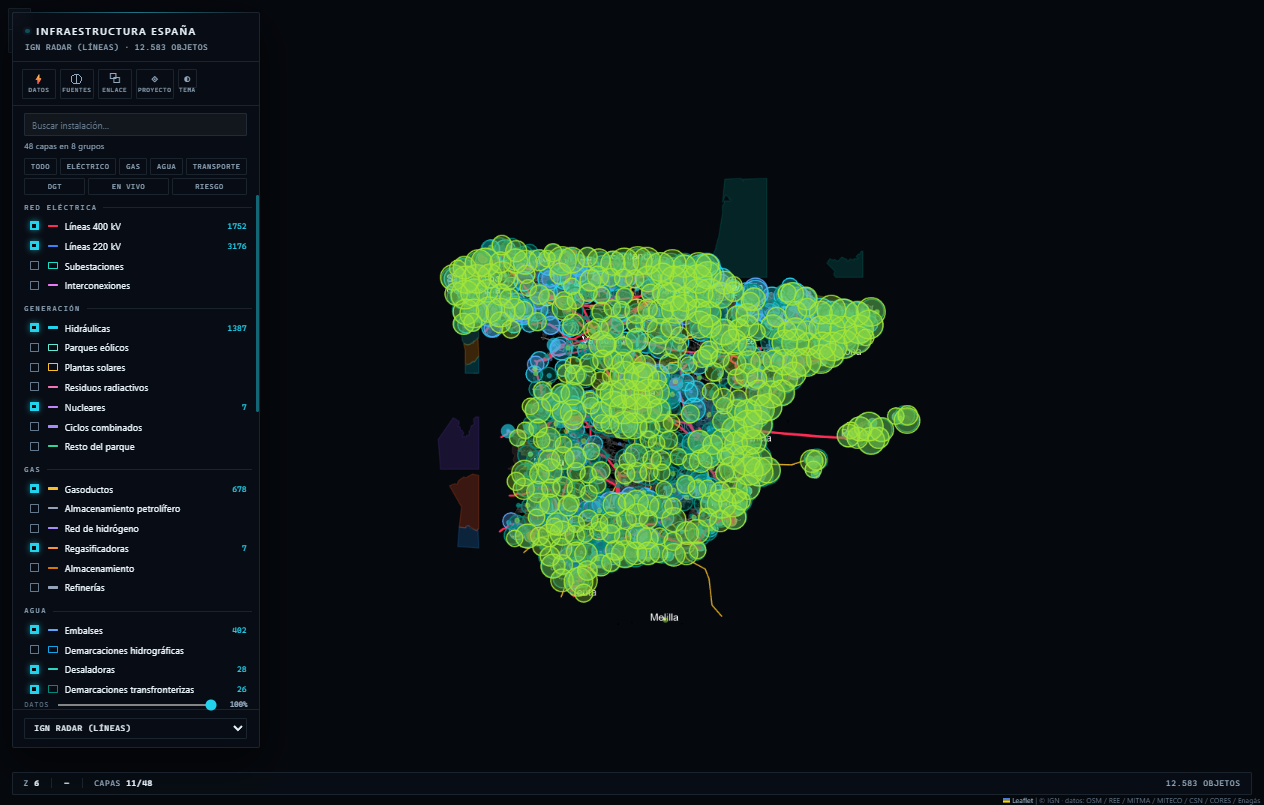 INFRAESTRUCTURA ESPAÑA
IGN RADAR (LÍNEAS) · 12.583 OBJETOS
DATOS
FUENTES
ENLACE
PROYECTO
TEMA
Buscar instalación...
48 capas en 8 grupos
TODO ELÉCTRICO GAS AGUA TRANSPORTE
DGT EN VIVO RIESGO
RED ELÉCTRICA
Líneas 400 kV 1752
Líneas 220 kV 3176
Subestaciones
Interconexiones
GENERACIÓN
Hidráulicas 1387
Parques eólicos
Plantas solares
Residuos radiactivos
Nucleares 7
Ciclos combinados
Resto del parque
GAS
Gasoductos 678
Almacenamiento petrolífero
Red de hidrógeno
Regasificadoras 7
Almacenamiento
Refinerías
AGUA
Embalses 402
Demarcaciones hidrográficas
Desaladoras 28
Demarcaciones transfronterizas 26
DATOS 100%
IGN RADAR (LÍNEAS)
Melilla
Z 6 — CAPAS 11/48
12.583 OBJETOS
Leaflet | © IGN · datos: OSM / REE / MITMA / MITECO / CSN / CORES / Enagás